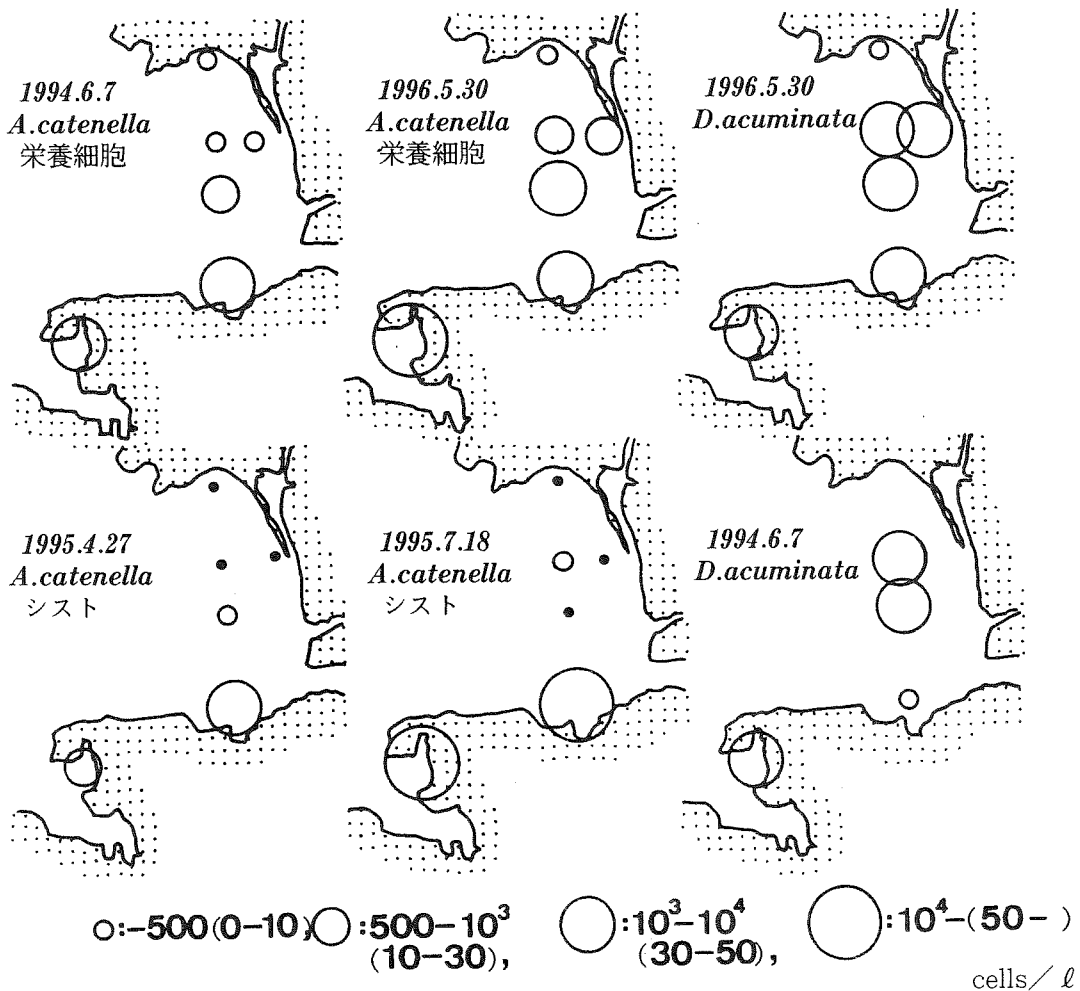 1994.6.7
A.catenella
栄養細胞
1996.5.30
A.catenella
栄養細胞
1996.5.30
D.acuminata
1995.4.27
A.catenella
シスト
1995.7.18
A.catenella
シスト
1994.6.7
D.acuminata
:-500(0-10),
:500-10³
(10-30),
:10³-10⁴
(30-50),
:10⁴-(50- )
cells/ℓ